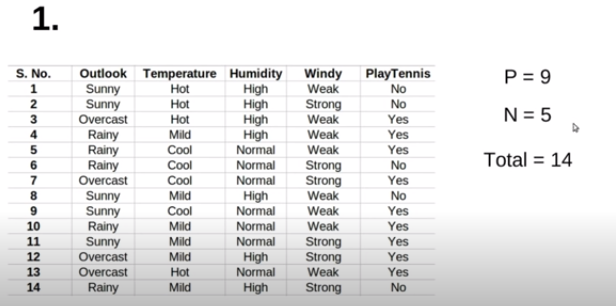 1.
S. No. Outlook Temperature Humidity Windy PlayTennis
1 Sunny Hot High Weak No
2 Sunny Hot High Strong No
3 Overcast Hot High Weak Yes
4 Rainy Mild High Weak Yes
5 Rainy Cool Normal Weak Yes
6 Rainy Cool Normal Strong No
7 Overcast Cool Normal Strong Yes
8 Sunny Mild High Weak No
9 Sunny Cool Normal Weak Yes
10 Rainy Mild Normal Weak Yes
11 Sunny Mild Normal Strong Yes
12 Overcast Mild High Strong Yes
13 Overcast Hot Normal Weak Yes
14 Rainy Mild High Strong No
P = 9
N = 5
Total = 14